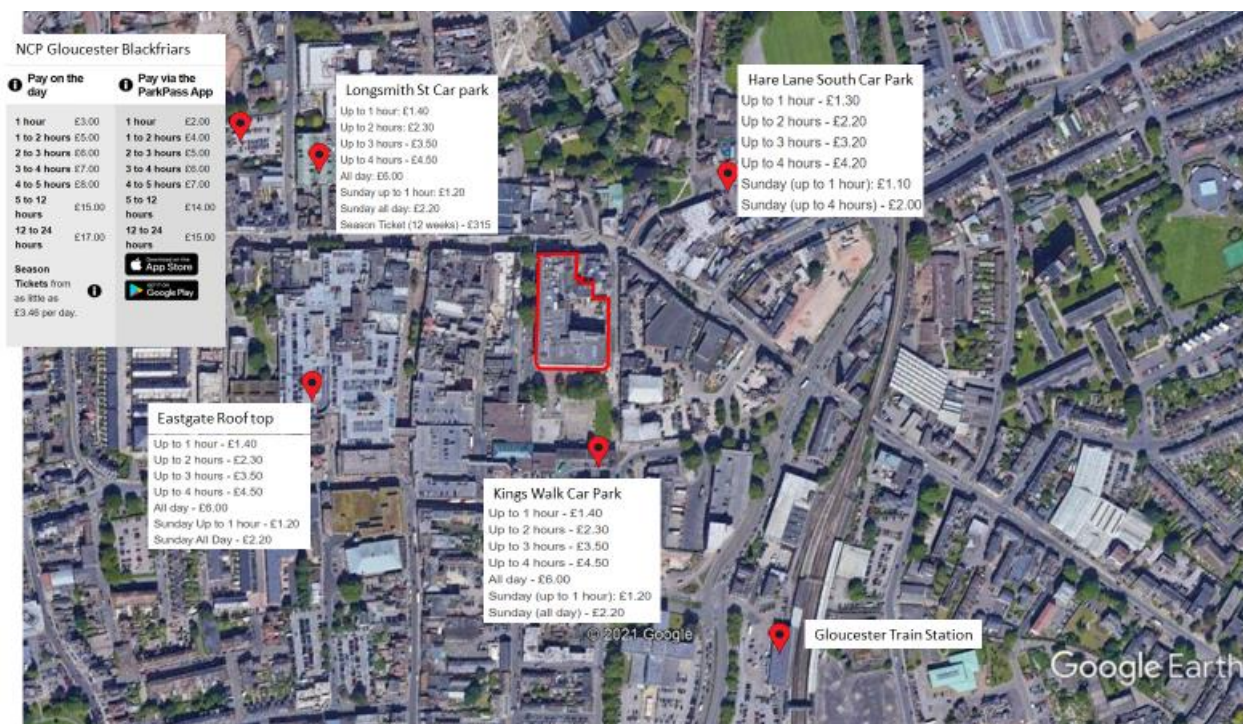 NCP Gloucester Blackfriars
Pay on the day
Pay via the ParkPass App
1 hour £3.00
1 to 2 hours £5.00
2 to 3 hours £6.00
3 to 4 hours £7.00
4 to 5 hours £8.00
5 to 12 hours £15.00
12 to 24 hours £17.00
Season Tickets from as little as £3.46 per day.
1 hour £2.00
1 to 2 hours £4.00
2 to 3 hours £5.00
3 to 4 hours £6.00
4 to 5 hours £7.00
5 to 12 hours £14.00
12 to 24 hours £15.00
Download on the
App Store
GET IT ON
Google Play
Longsmith St Car park
Up to 1 hour: £1.40
Up to 2 hours: £2.30
Up to 3 hours - £3.50
Up to 4 hours - £4.50
All day: £6.00
Sunday up to 1 hour: £1.20
Sunday all day: £2.20
Season Ticket (12 weeks) - £315
Hare Lane South Car Park
Up to 1 hour - £1.30
Up to 2 hours - £2.20
Up to 3 hours - £3.20
Up to 4 hours - £4.20
Sunday (up to 1 hour): £1.10
Sunday (up to 4 hours) - £2.00
Eastgate Roof top
Up to 1 hour - £1.40
Up to 2 hours - £2.30
Up to 3 hours - £3.50
Up to 4 hours - £4.50
All day - £6.00
Sunday Up to 1 hour - £1.20
Sunday All Day - £2.20
Kings Walk Car Park
Up to 1 hour - £1.40
Up to 2 hours - £2.30
Up to 3 hours - £3.50
Up to 4 hours - £4.50
All day - £6.00
Sunday (up to 1 hour): £1.20
Sunday (all day) - £2.20
© 2021 Google
Gloucester Train Station
Google Earth